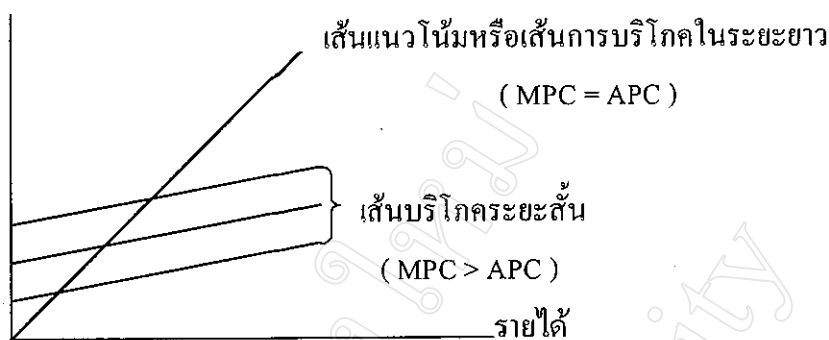 เส้นแนวโน้มหรือเส้นการบริโภคในระยะยาว
( MPC = APC )
เส้นบริโภคระยะสั้น
( MPC > APC )
รายได้